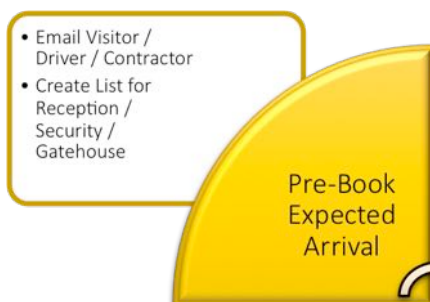 • Email Visitor /
Driver / Contractor
• Create List for
Reception /
Security /
Gatehouse
Pre-Book
Expected
Arrival